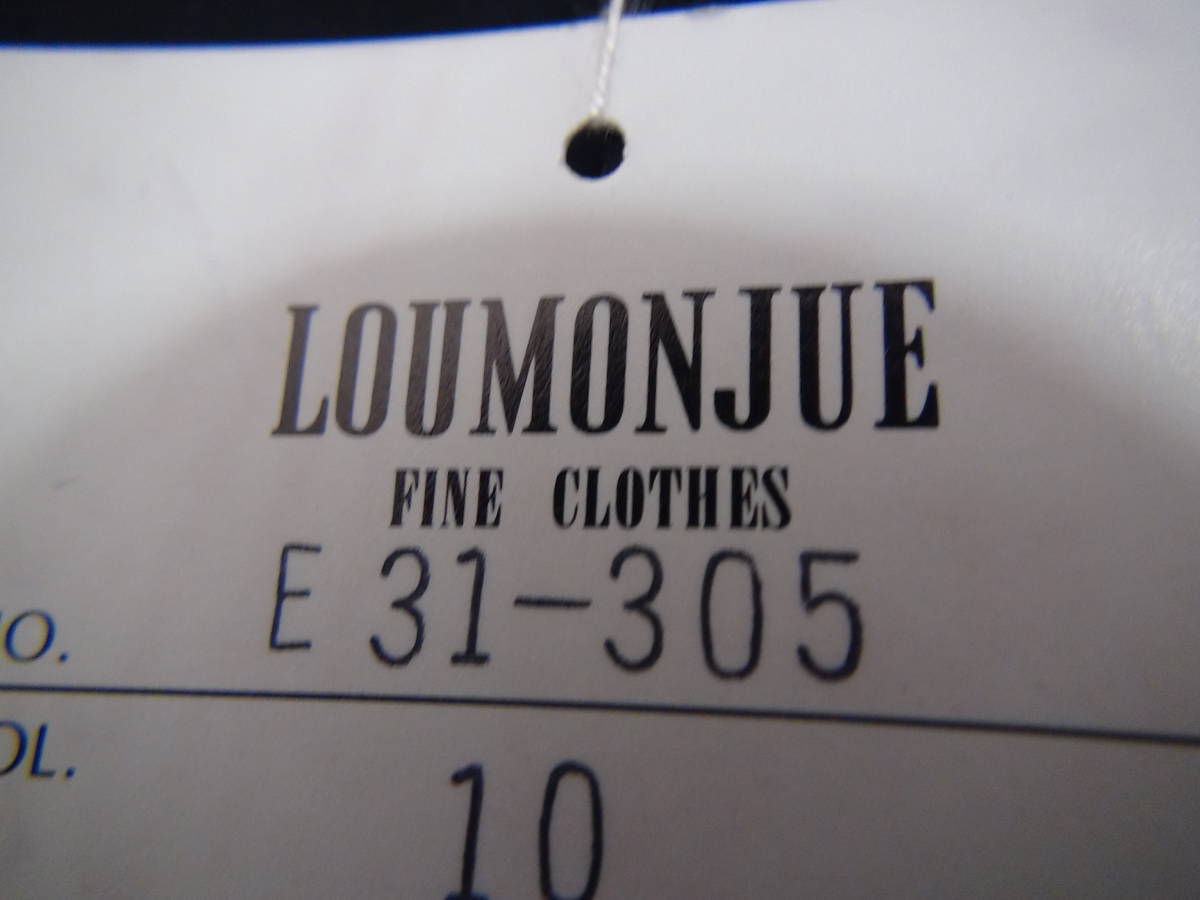 LOUMONJUE
FINE CLOTHES
O. E 31-305
OL. 10